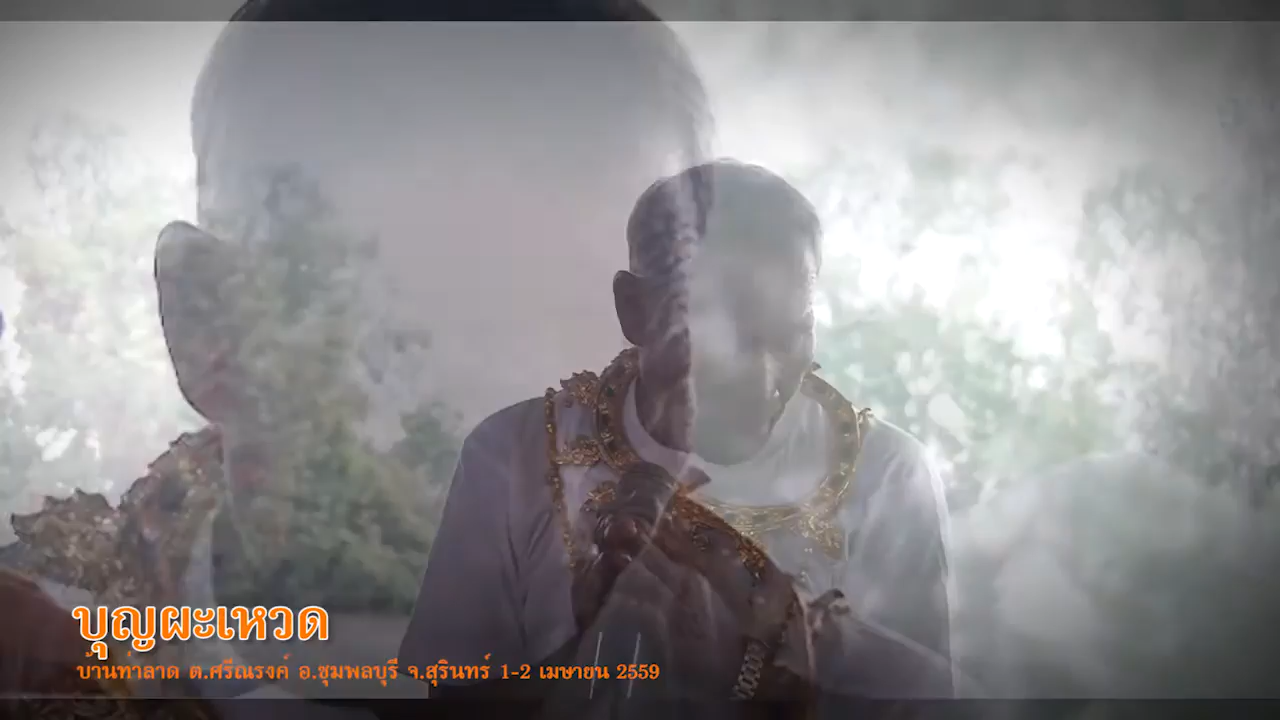 บุญผะเหวด
บ้านท่าลาด ต.ศรีณรงค์ อ.ชุมพลบุรี จ.สุรินทร์ 1-2 เมษายน 2559